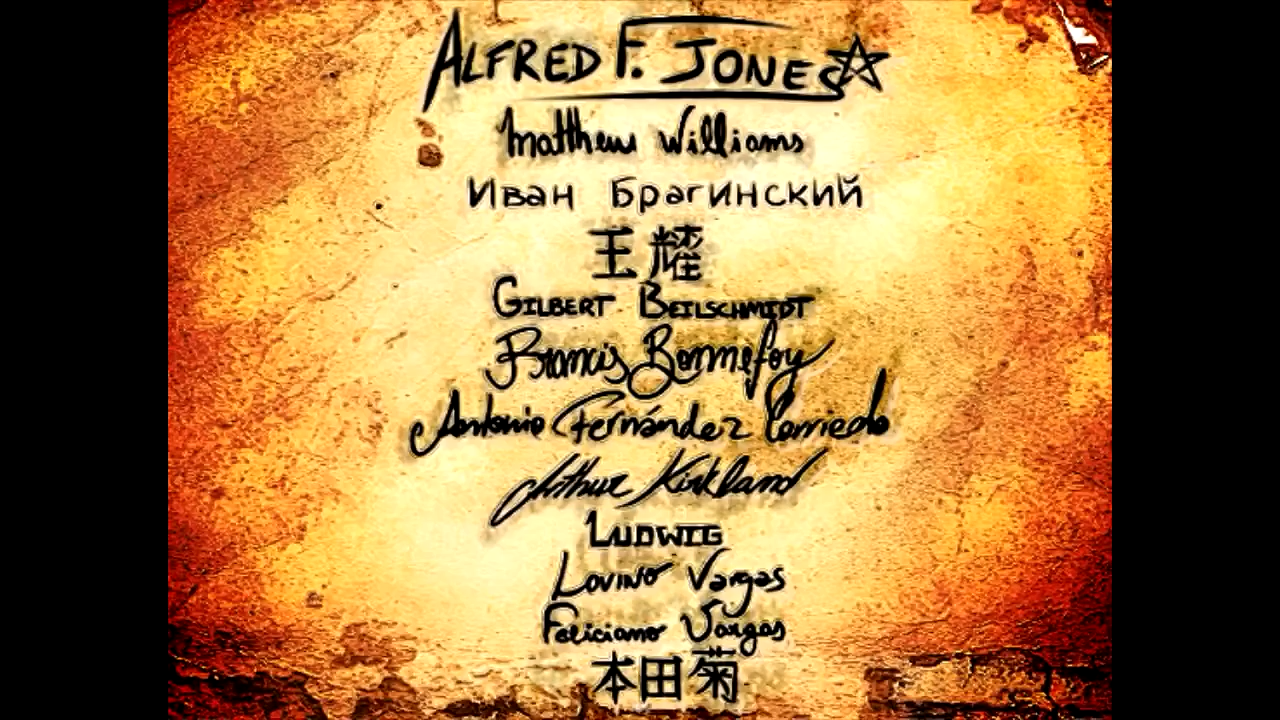 ALFRED F. JONES
Matthew Williams
Иван Брагинский
王耀
GILBERT BEILSCHMIDT
Francis Bonnefoy
Antonio Fernández Carriedo
Arthur Kirkland
LUDWIG
Lovino Vargas
Feliciano Vargas
本田菊